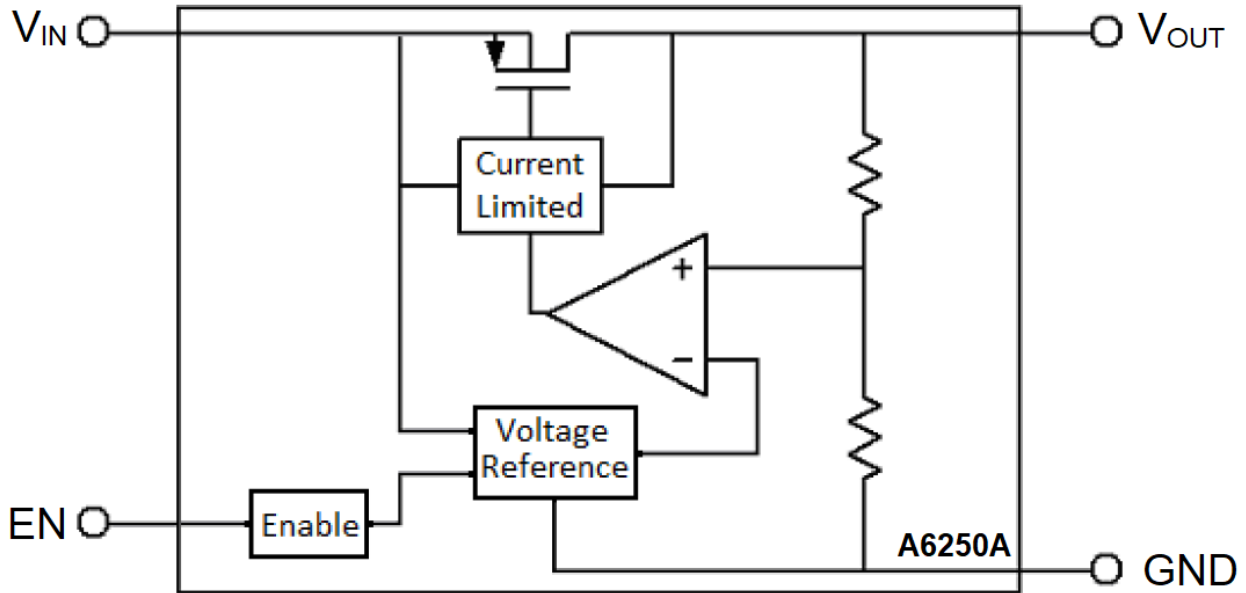 VIN
VOUT
Current
Limited
+
−
Voltage
Reference
EN
Enable
A6250A
GND